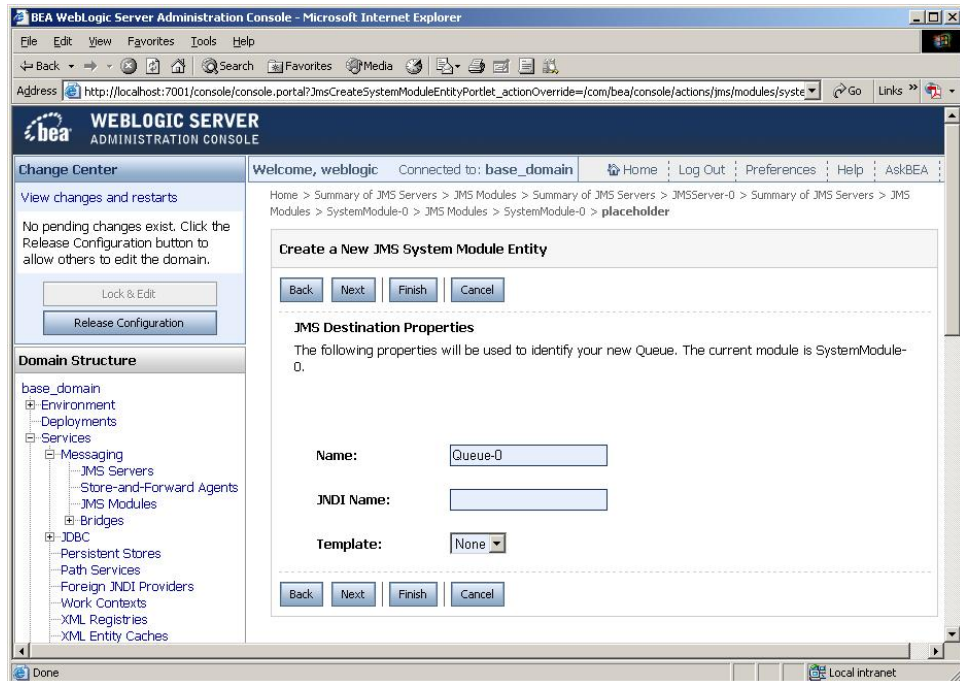 BEA WebLogic Server Administration Console - Microsoft Internet Explorer
File Edit View Favorites Tools Help
Back Search Favorites Media
Address http://localhost:7001/console/console.portal?JmsCreateSystemModuleEntityPortlet_actionOverride=/com/bea/console/actions/jms/modules/syste Go Links »
bea WEBLOGIC SERVER
ADMINISTRATION CONSOLE
Change Center
View changes and restarts
No pending changes exist. Click the
Release Configuration button to
allow others to edit the domain.
Lock & Edit
Release Configuration
Domain Structure
base_domain
Environment
Deployments
Services
Messaging
JMS Servers
Store-and-Forward Agents
JMS Modules
Bridges
JDBC
Persistent Stores
Path Services
Foreign JNDI Providers
Work Contexts
XML Registries
XML Entity Caches
Welcome, weblogic Connected to: base_domain Home Log Out Preferences Help AskBEA
Home > Summary of JMS Servers > JMS Modules > Summary of JMS Servers > JMSServer-0 > Summary of JMS Servers > JMS
Modules > SystemModule-0 > JMS Modules > SystemModule-0 > placeholder
Create a New JMS System Module Entity
Back Next Finish Cancel
JMS Destination Properties
The following properties will be used to identify your new Queue. The current module is SystemModule-
0.
Name: Queue-0
JNDI Name:
Template: None
Back Next Finish Cancel
Done Local intranet